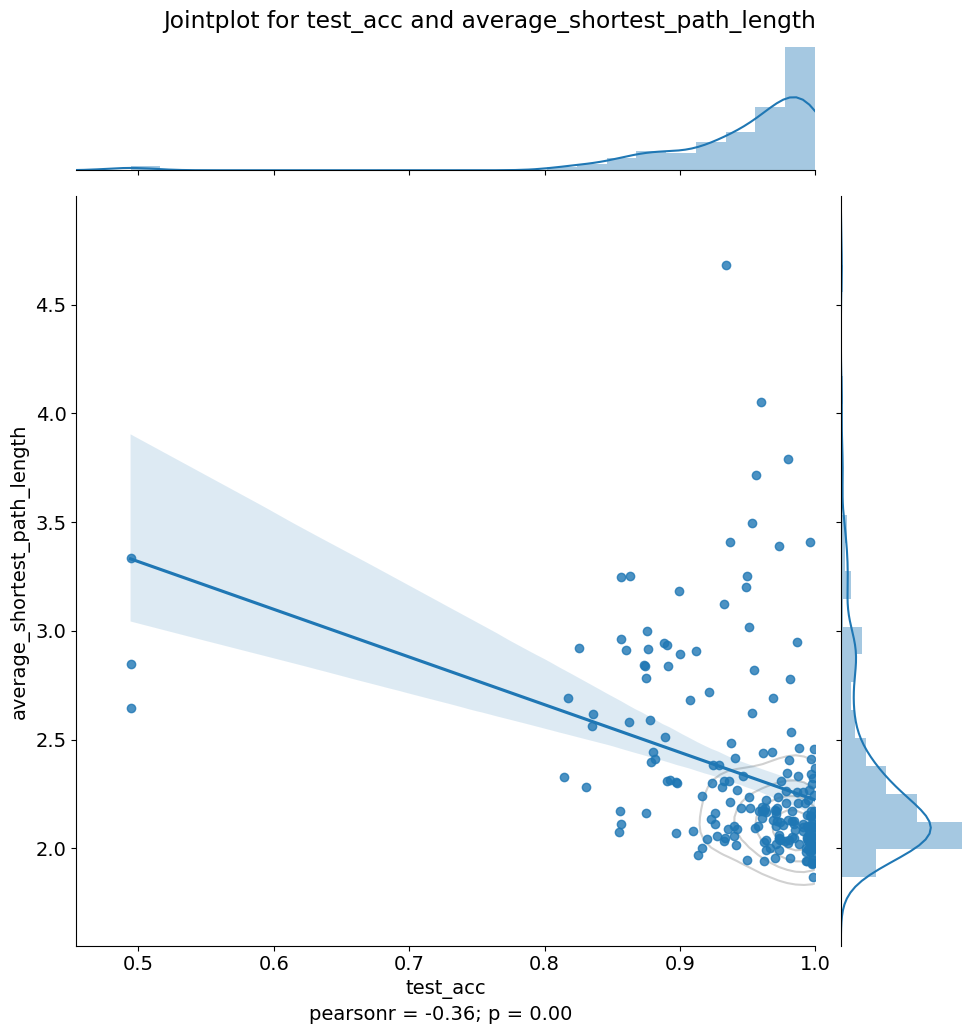 Jointplot for test_acc and average_shortest_path_length
4.5
4.0
3.5
3.0
2.5
2.0
average_shortest_path_length
0.5 0.6 0.7 0.8 0.9 1.0
test_acc
pearsonr = -0.36; p = 0.00